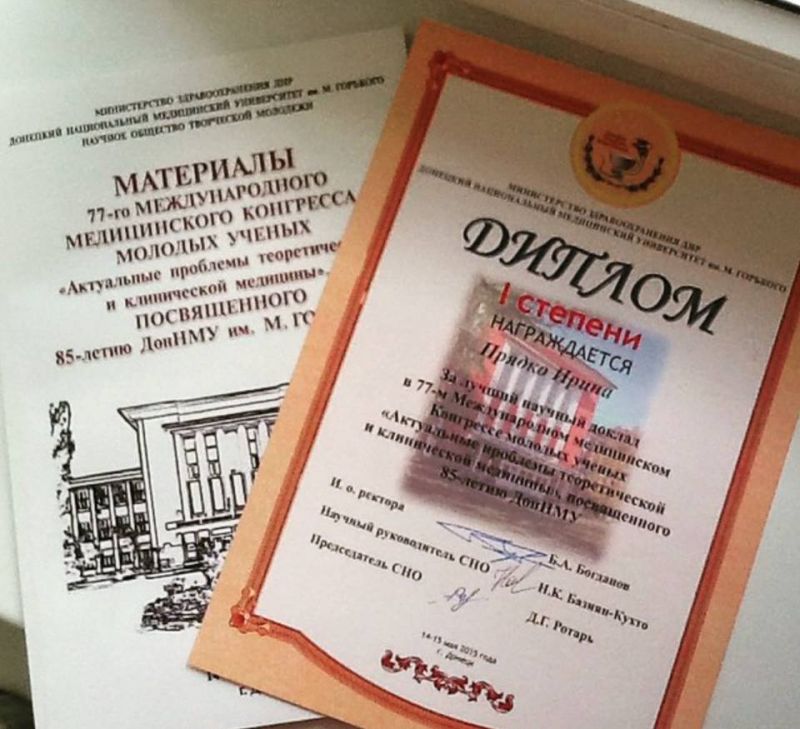 МИНИСТЕРСТВО ЗДРАВООХРАНЕНИЯ ДНР
ДОНЕЦКИЙ НАЦИОНАЛЬНЫЙ МЕДИЦИНСКИЙ УНИВЕРСИТЕТ им. М. ГОРЬКОГО
НАУЧНОЕ ОБЩЕСТВО ТВОРЧЕСКОЙ МОЛОДЕЖИ
МАТЕРИАЛЫ
77-го МЕЖДУНАРОДНОГО
МЕДИЦИНСКОГО КОНГРЕССА
МОЛОДЫХ УЧЕНЫХ
«Актуальные проблемы теоретичес
и клинической медицины»,
ПОСВЯЩЕННОГО
85-летию ДонНМУ им. М. ГО
МИНИСТЕРСТВО ЗДРАВООХРАНЕНИЯ ДНР
ДОНЕЦКИЙ НАЦИОНАЛЬНЫЙ МЕДИЦИНСКИЙ УНИВЕРСИТЕТ им. М. ГОРЬКОГО
ДИПЛОМ
I степени
НАГРАЖДАЕТСЯ
Прядко Ирина
За лучший научный доклад
в 77-м Международном медицинском
Конгрессе молодых ученых
«Актуальные проблемы теоретической
и клинической медицины», посвященного
85-летию ДонНМУ
И. о. ректора Б.А. Богданов
Научный руководитель СНО Н.К. Базиян-Кухто
Председатель СНО Д.Г. Ротарь
14-15 мая 2015 года
г. Донецк